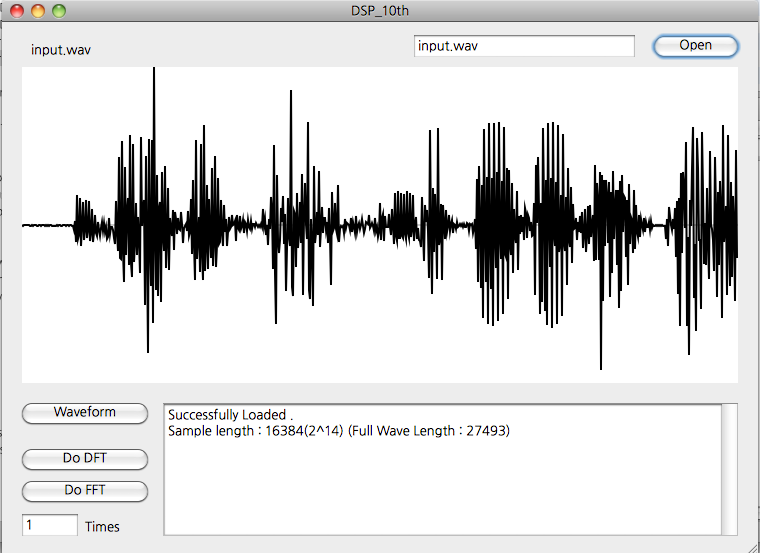 DSP_10th
input.wav
input.wav
Open
Waveform
Successfully Loaded .
Sample length : 16384(2^14) (Full Wave Length : 27493)
Do DFT
Do FFT
1
Times